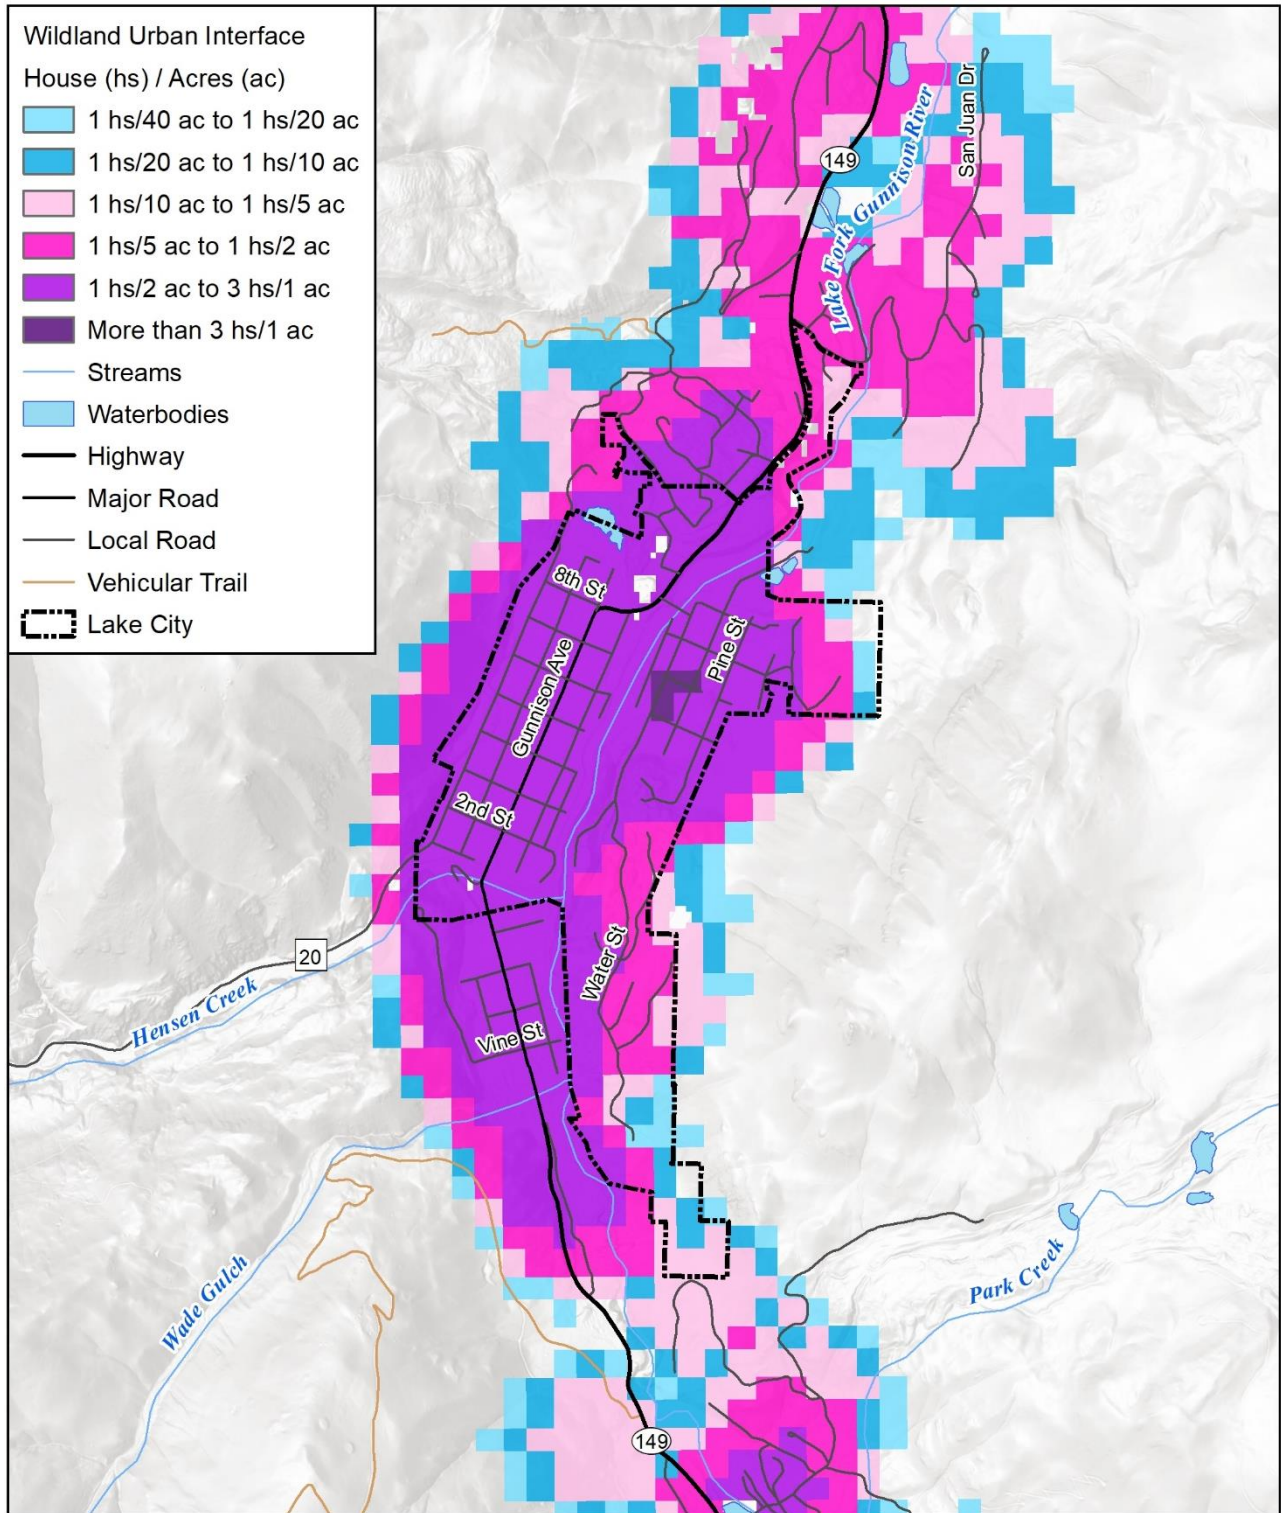 Wildland Urban Interface
House (hs) / Acres (ac)
1 hs/40 ac to 1 hs/20 ac
1 hs/20 ac to 1 hs/10 ac
1 hs/10 ac to 1 hs/5 ac
1 hs/5 ac to 1 hs/2 ac
1 hs/2 ac to 3 hs/1 ac
More than 3 hs/1 ac
Streams
Waterbodies
Highway
Major Road
Local Road
Vehicular Trail
Lake City
San Juan Dr
149
Lake Fork Gunnison River
8th St
Pine St
Gunnison Ave
2nd St
20
Water St
Hensen Creek
Vine St
Wade Gulch
Park Creek
149